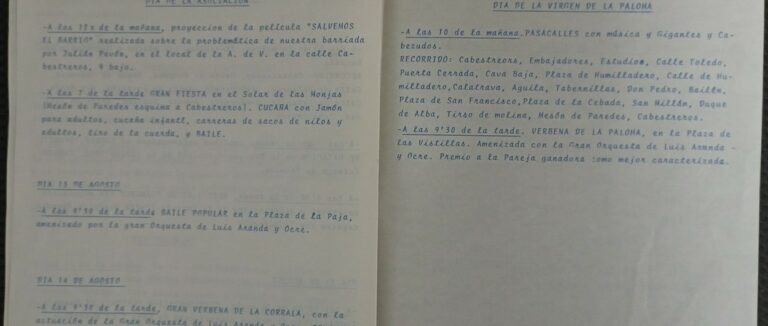 DIA DE LA ASOCIACION
-A las 12's de la mañana, proyeccion de la película "SALVEMOS
EL BARRIO" realizada sobre la problemática de nuestra barriada
por Julián Pavón, en el local de la A. de V. en la calle Ca-
bestreros, 9 bajo.
-A las 7 de la tarde GRAN FIESTA en el Solar de las Monjas
(Mesón de Paredes esquina a Cabestreros). CUCAÑA con Jamón
para adultos, cucaña infantil, carreras de sacos de niños y
adultos, tiro de la cuerda, y BAILE.
DIA 13 DE AGOSTO
-A las 9'30 de la tarde BAILE POPULAR en la Plaza de la Paja,
amenizado por la gran Orquesta de Luis Aranda y Ocre.
DIA 14 DE AGOSTO
-A las 9'30 de la tarde, GRAN VERBENA DE LA CORRALA, con la
actuación de la Gran Orquesta de Luis Aranda y
DIA DE LA VIRGEN DE LA PALOMA
-A las 10 de la mañana.PASACALLES con música y Gigantes y Ca-
bezudos.
RECORRIDO: Cabestreros, Embajadores, Estudios, Calle Toledo,
Puerta Cerrada, Cava Baja, Plaza de Humilladero, Calle de Hu-
milladero,Calatrava, Aguila, Tabernillas, Don Pedro, Bailén,
Plaza de San Francisco,Plaza de la Cebada, San Millán, Duque
de Alba, Tirso de molina, Mesón de Paredes, Cabestreros.
-A las 9'30 de la tarde. VERBENA DE LA PALOMA, en la Plaza de
las Vistillas. Amenizada con la Gran Orquesta de Luis Aranda -
y Ocre. Premio a la Pareja ganadora como mejor caracterizada.